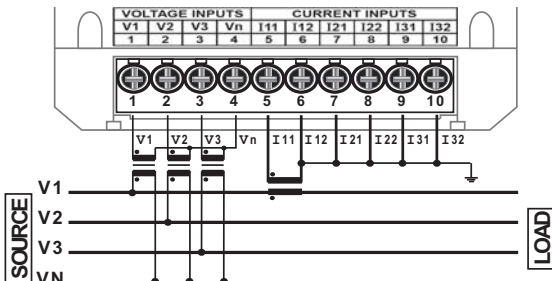 VOLTAGE INPUTS CURRENT INPUTS
V1 V2 V3 Vn I11 I12 I21 I22 I31 I32
1 2 3 4 5 6 7 8 9 10
1 2 3 4 5 6 7 8 9 10
V1 V2 V3 Vn I11 I12 I21 I22 I31 I32
SOURCE
V1
V2
V3
VN
LOAD